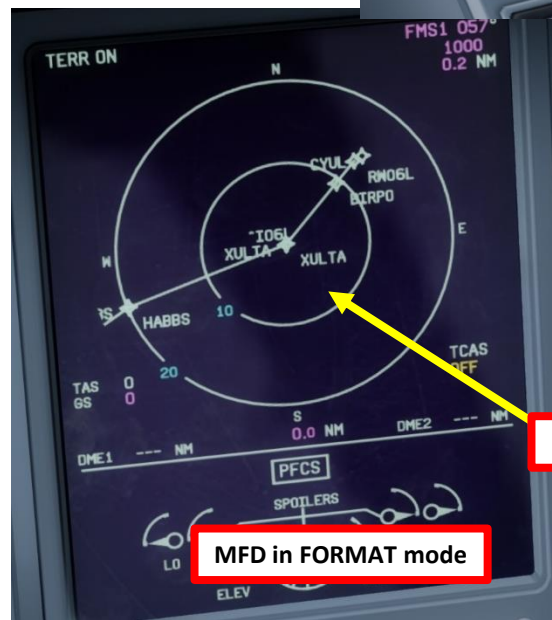 TERR ON
FMS1 057°
1000
0.2 NM
N
CYUL
RW06L
BIRPO
^I06L
XULTA
XULTA
E
W
HABBS
10
20
TAS 0
GS 0
TCAS
OFF
S
0.0 NM
DME1 --- NM
DME2 --- NM
PFCS
SPOILERS
LO
MFD in FORMAT mode
ELEV